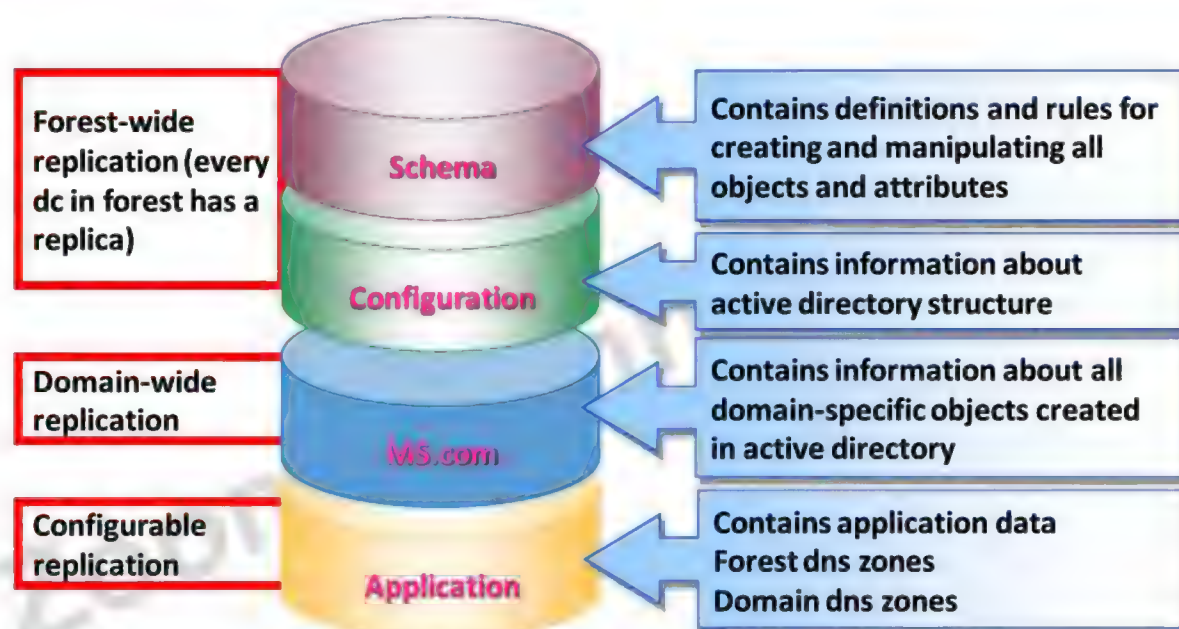 Forest-wide
replication (every
dc in forest has a
replica)
Schema
Contains definitions and rules for
creating and manipulating all
objects and attributes
Configuration
Contains information about
active directory structure
Domain-wide
replication
MS.com
Contains information about all
domain-specific objects created
in active directory
Configurable
replication
Application
Contains application data
Forest dns zones
Domain dns zones